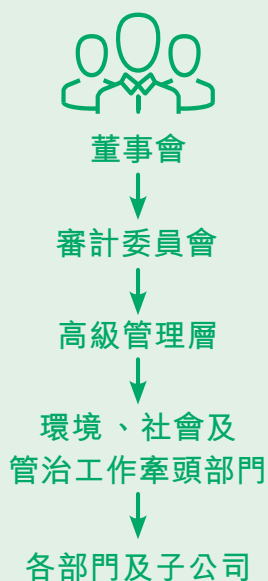 董事會
審計委員會
高級管理層
環境、社會及
管治工作牽頭部門
各部門及子公司